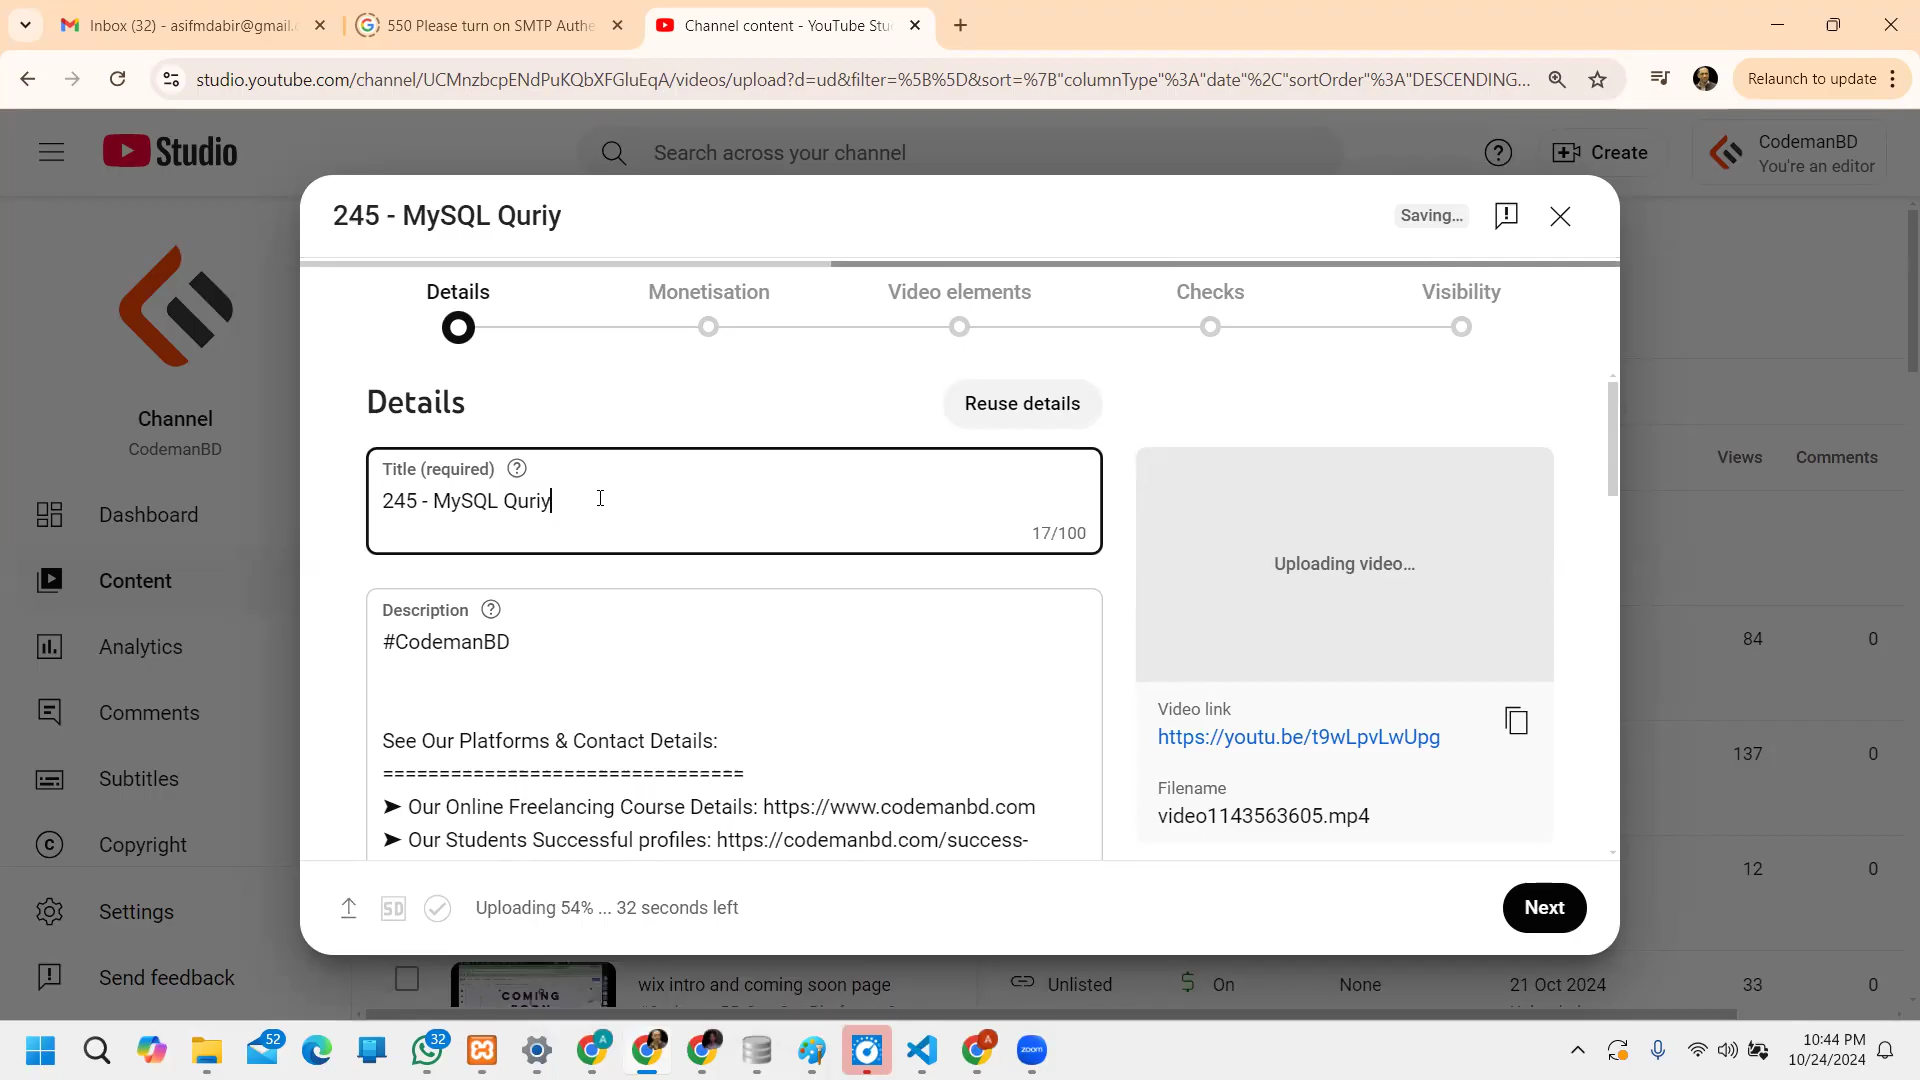 Inbox (32) - asifmdabir@gmail.
550 Please turn on SMTP Authe
Channel content - YouTube Stu
studio.youtube.com/channel/UCMnzbcpENdPuKQbXFGluEqA/videos/upload?d=ud&filter=%5B%5D&sort=%7B"columnType"%3A"date"%2C"sortOrder"%3A"DESCENDING...
Relaunch to update
Studio
Search across your channel
Create
CodemanBD
You're an editor
245 - MySQL Quriy
Saving...
Details
Monetisation
Video elements
Checks
Visibility
Details
Reuse details
Title (required)
245 - MySQL Quriy
17/100
Description
#CodemanBD
See Our Platforms & Contact Details:
================================
➤ Our Online Freelancing Course Details: https://www.codemanbd.com
➤ Our Students Successful profiles: https://codemanbd.com/success-
Uploading video...
Video link
https://youtu.be/t9wLpvLwUpg
Filename
video1143563605.mp4
SD
Uploading 54% ... 32 seconds left
Next
Channel
CodemanBD
Dashboard
Content
Analytics
Comments
Subtitles
Copyright
Settings
Send feedback
Views
Comments
84
0
137
0
12
0
COMING
SOON
wix intro and coming soon page
Unlisted
On
None
21 Oct 2024
33
0
52
32
A
A
zoom
10:44 PM
10/24/2024